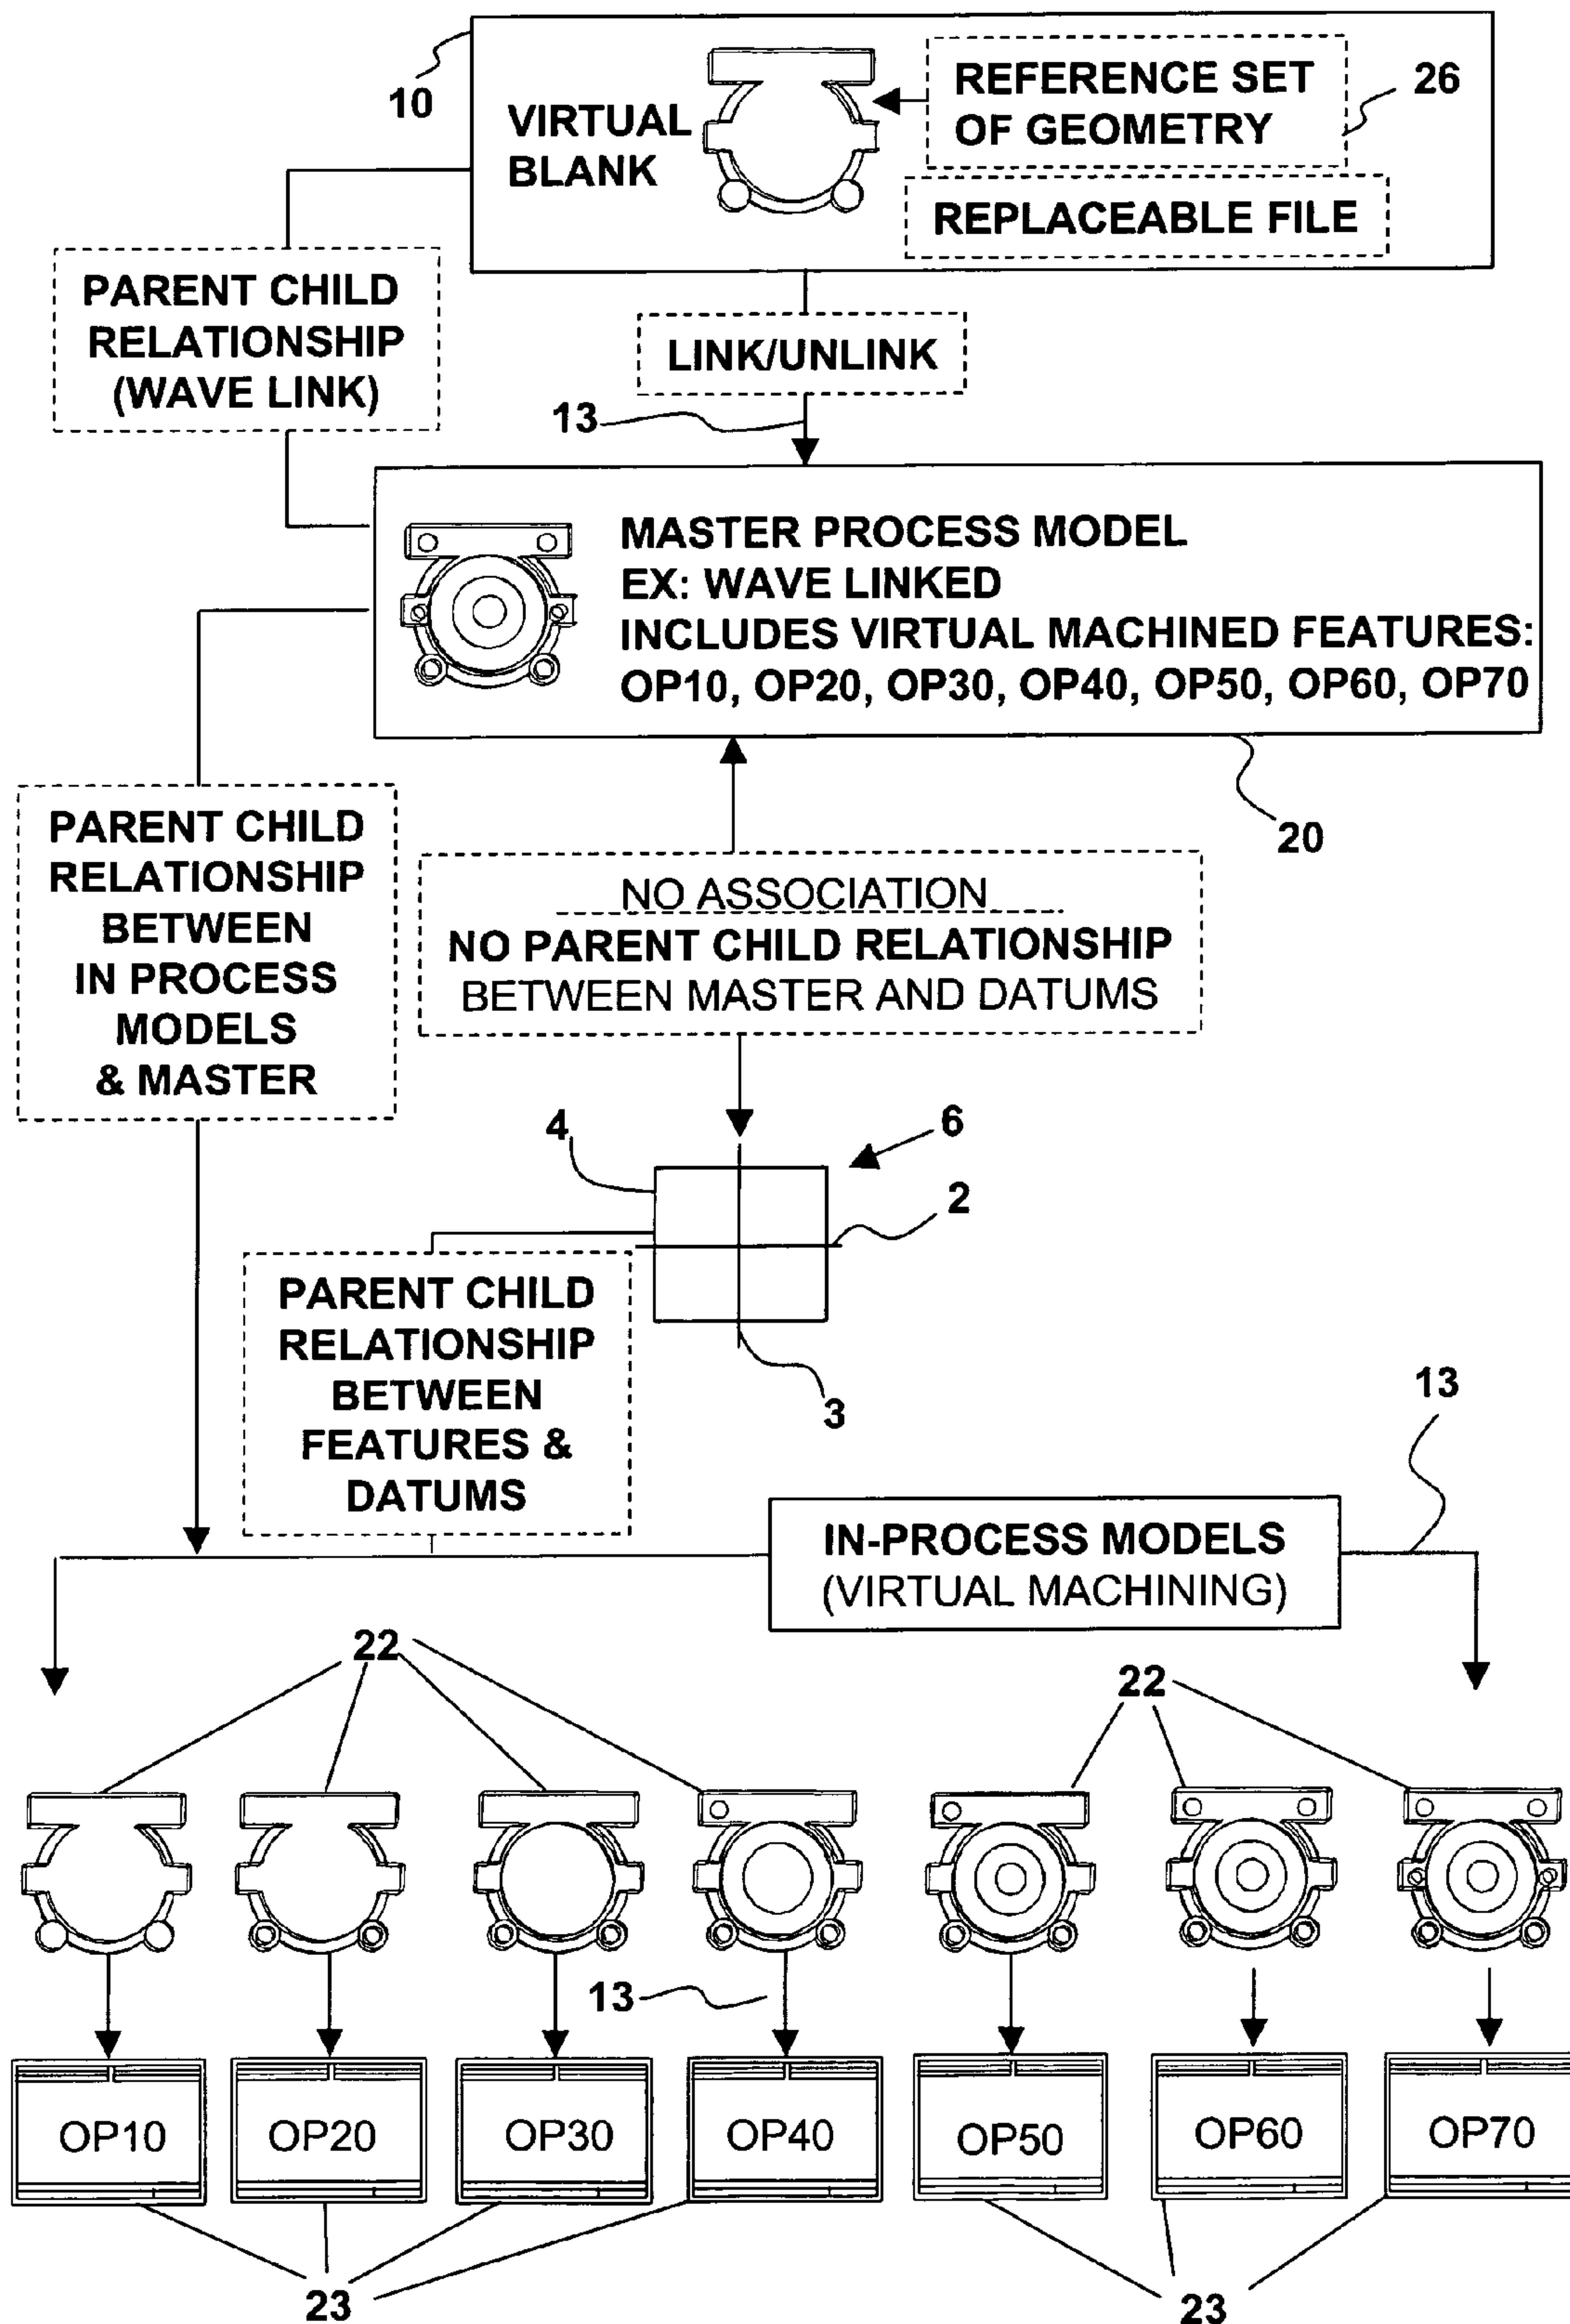 10
VIRTUAL
BLANK
REFERENCE SET
OF GEOMETRY
26
REPLACEABLE FILE
PARENT CHILD
RELATIONSHIP
(WAVE LINK)
LINK/UNLINK
13
MASTER PROCESS MODEL
EX: WAVE LINKED
INCLUDES VIRTUAL MACHINED FEATURES:
OP10, OP20, OP30, OP40, OP50, OP60, OP70
20
PARENT CHILD
RELATIONSHIP
BETWEEN
IN PROCESS
MODELS
& MASTER
NO ASSOCIATION
NO PARENT CHILD RELATIONSHIP
BETWEEN MASTER AND DATUMS
4
6
2
3
PARENT CHILD
RELATIONSHIP
BETWEEN
FEATURES &
DATUMS
13
IN-PROCESS MODELS
(VIRTUAL MACHINING)
22
22
13
OP10
OP20
OP30
OP40
OP50
OP60
OP70
23
23